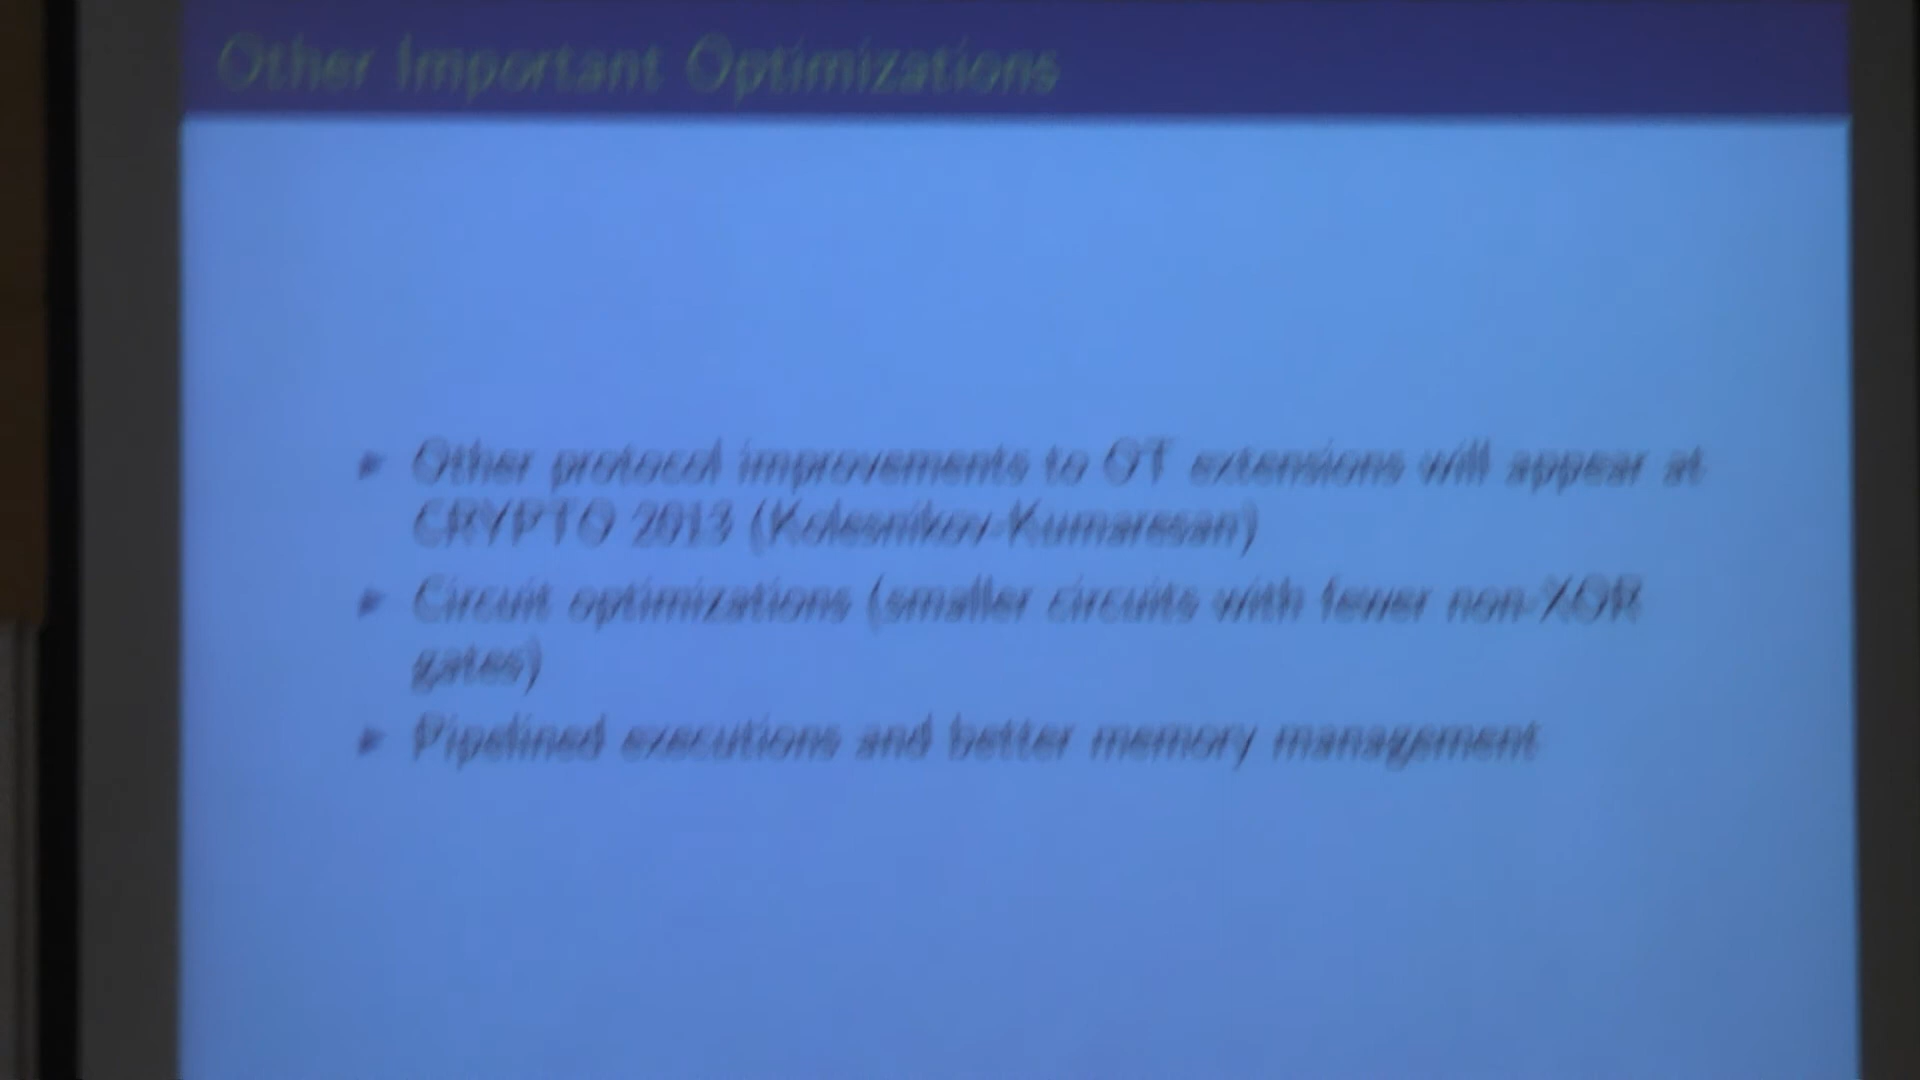 Other Important Optimizations
Other protocol improvements to OT extensions will appear at
CRYPTO 2013 (Kolesnikov-Kumaresan)
Circuit optimizations (smaller circuits with fewer non-XOR
gates)
Pipelined executions and better memory management